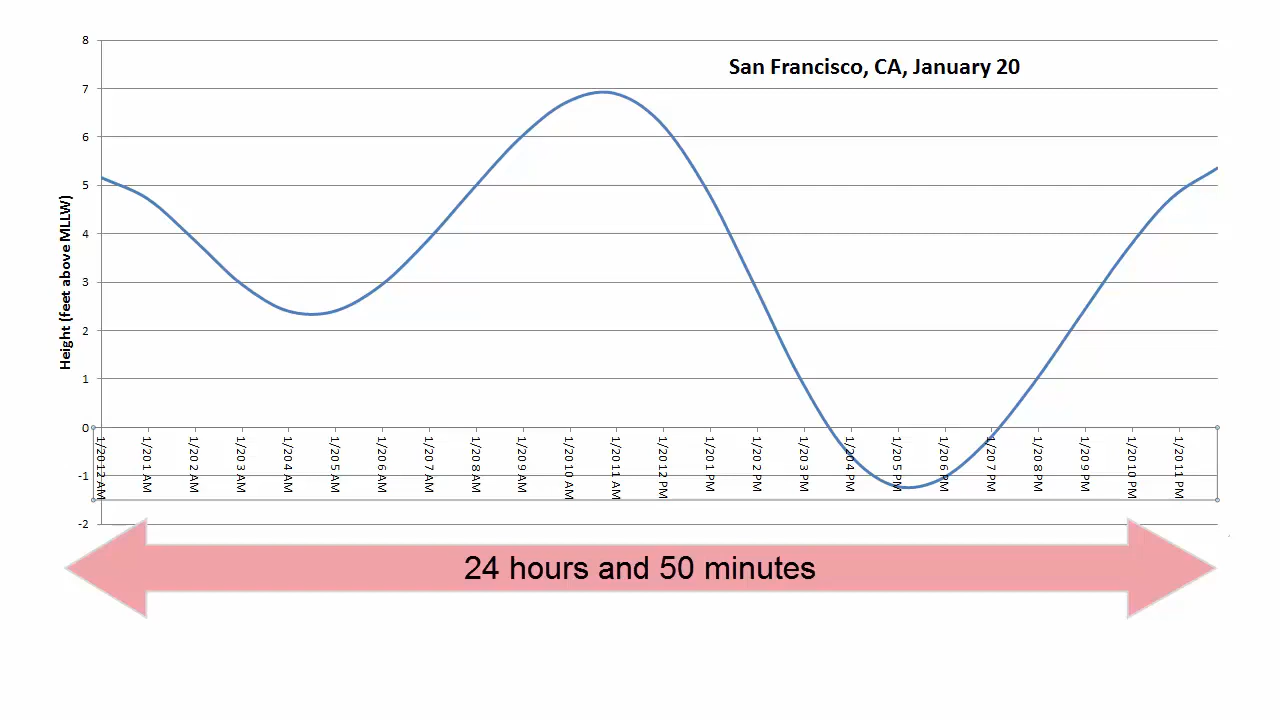 San Francisco, CA, January 20
Height (feet above MLLW)
8
7
6
5
4
3
2
1
0
-1
-2
1/20 12 AM
1/20 1 AM
1/20 2 AM
1/20 3 AM
1/20 4 AM
1/20 5 AM
1/20 6 AM
1/20 7 AM
1/20 8 AM
1/20 9 AM
1/20 10 AM
1/20 11 AM
1/20 12 PM
1/20 1 PM
1/20 2 PM
1/20 3 PM
1/20 4 PM
1/20 5 PM
1/20 6 PM
1/20 7 PM
1/20 8 PM
1/20 9 PM
1/20 10 PM
1/20 11 PM
24 hours and 50 minutes